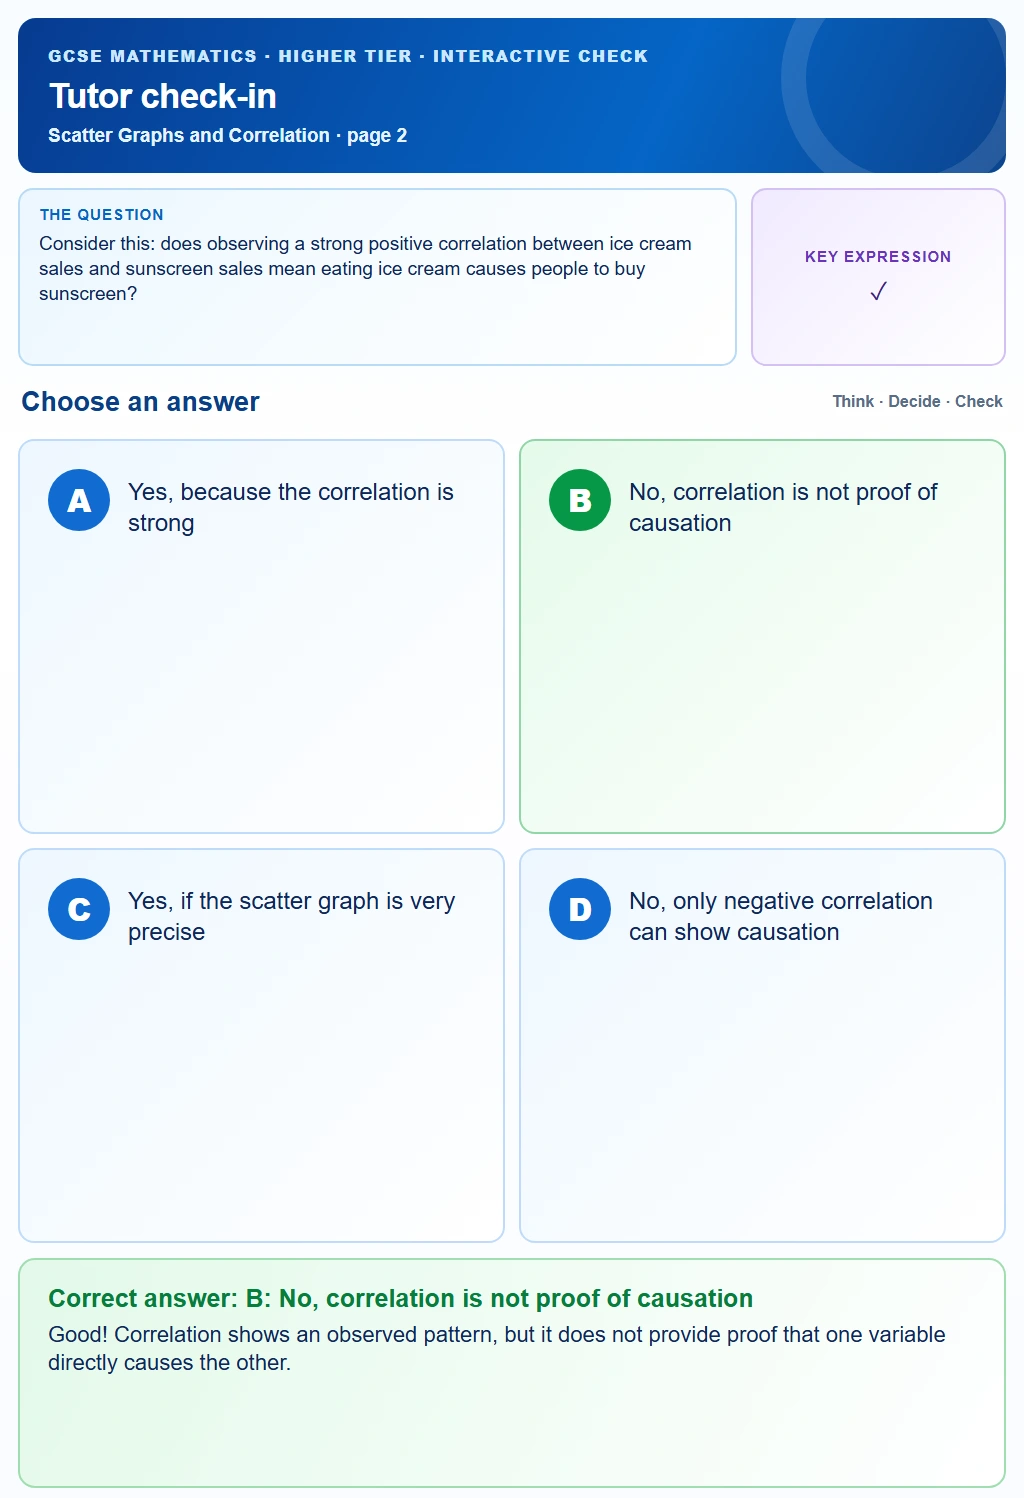 GCSE MATHEMATICS · HIGHER TIER · INTERACTIVE CHECK
Tutor check-in
Scatter Graphs and Correlation · page 2
THE QUESTION
Consider this: does observing a strong positive correlation between ice cream
sales and sunscreen sales mean eating ice cream causes people to buy
sunscreen?
KEY EXPRESSION
✓
Choose an answer
Think · Decide · Check
A
Yes, because the correlation is
strong
B
No, correlation is not proof of
causation
C
Yes, if the scatter graph is very
precise
D
No, only negative correlation
can show causation
Correct answer: B: No, correlation is not proof of causation
Good! Correlation shows an observed pattern, but it does not provide proof that one variable
directly causes the other.